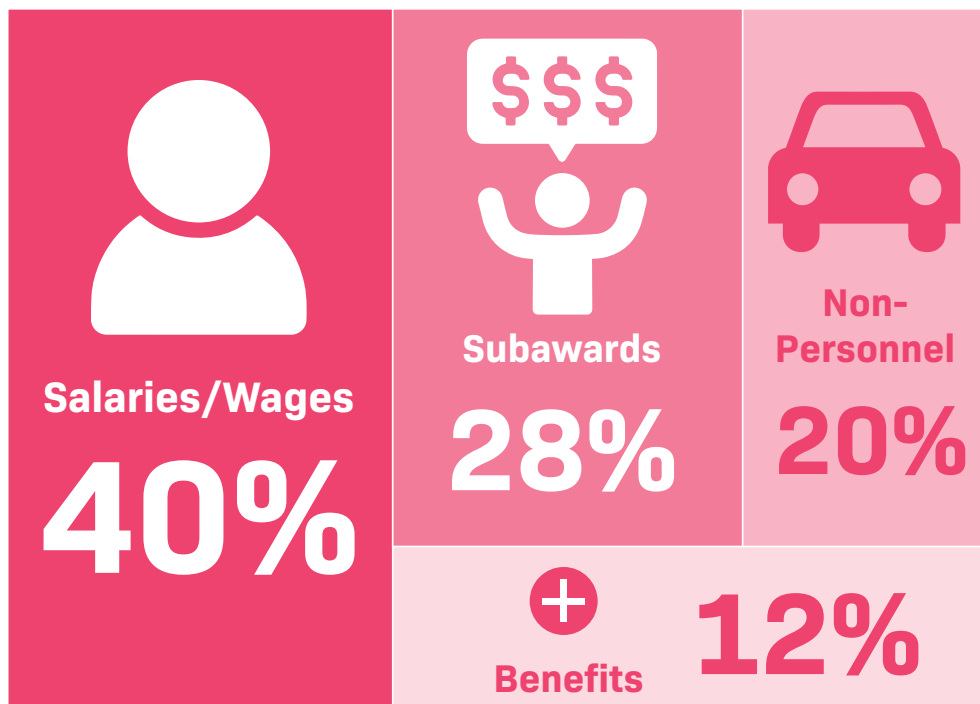 Salaries/Wages
40%
$$$
Subawards
28%
Non-
Personnel
20%
Benefits
12%